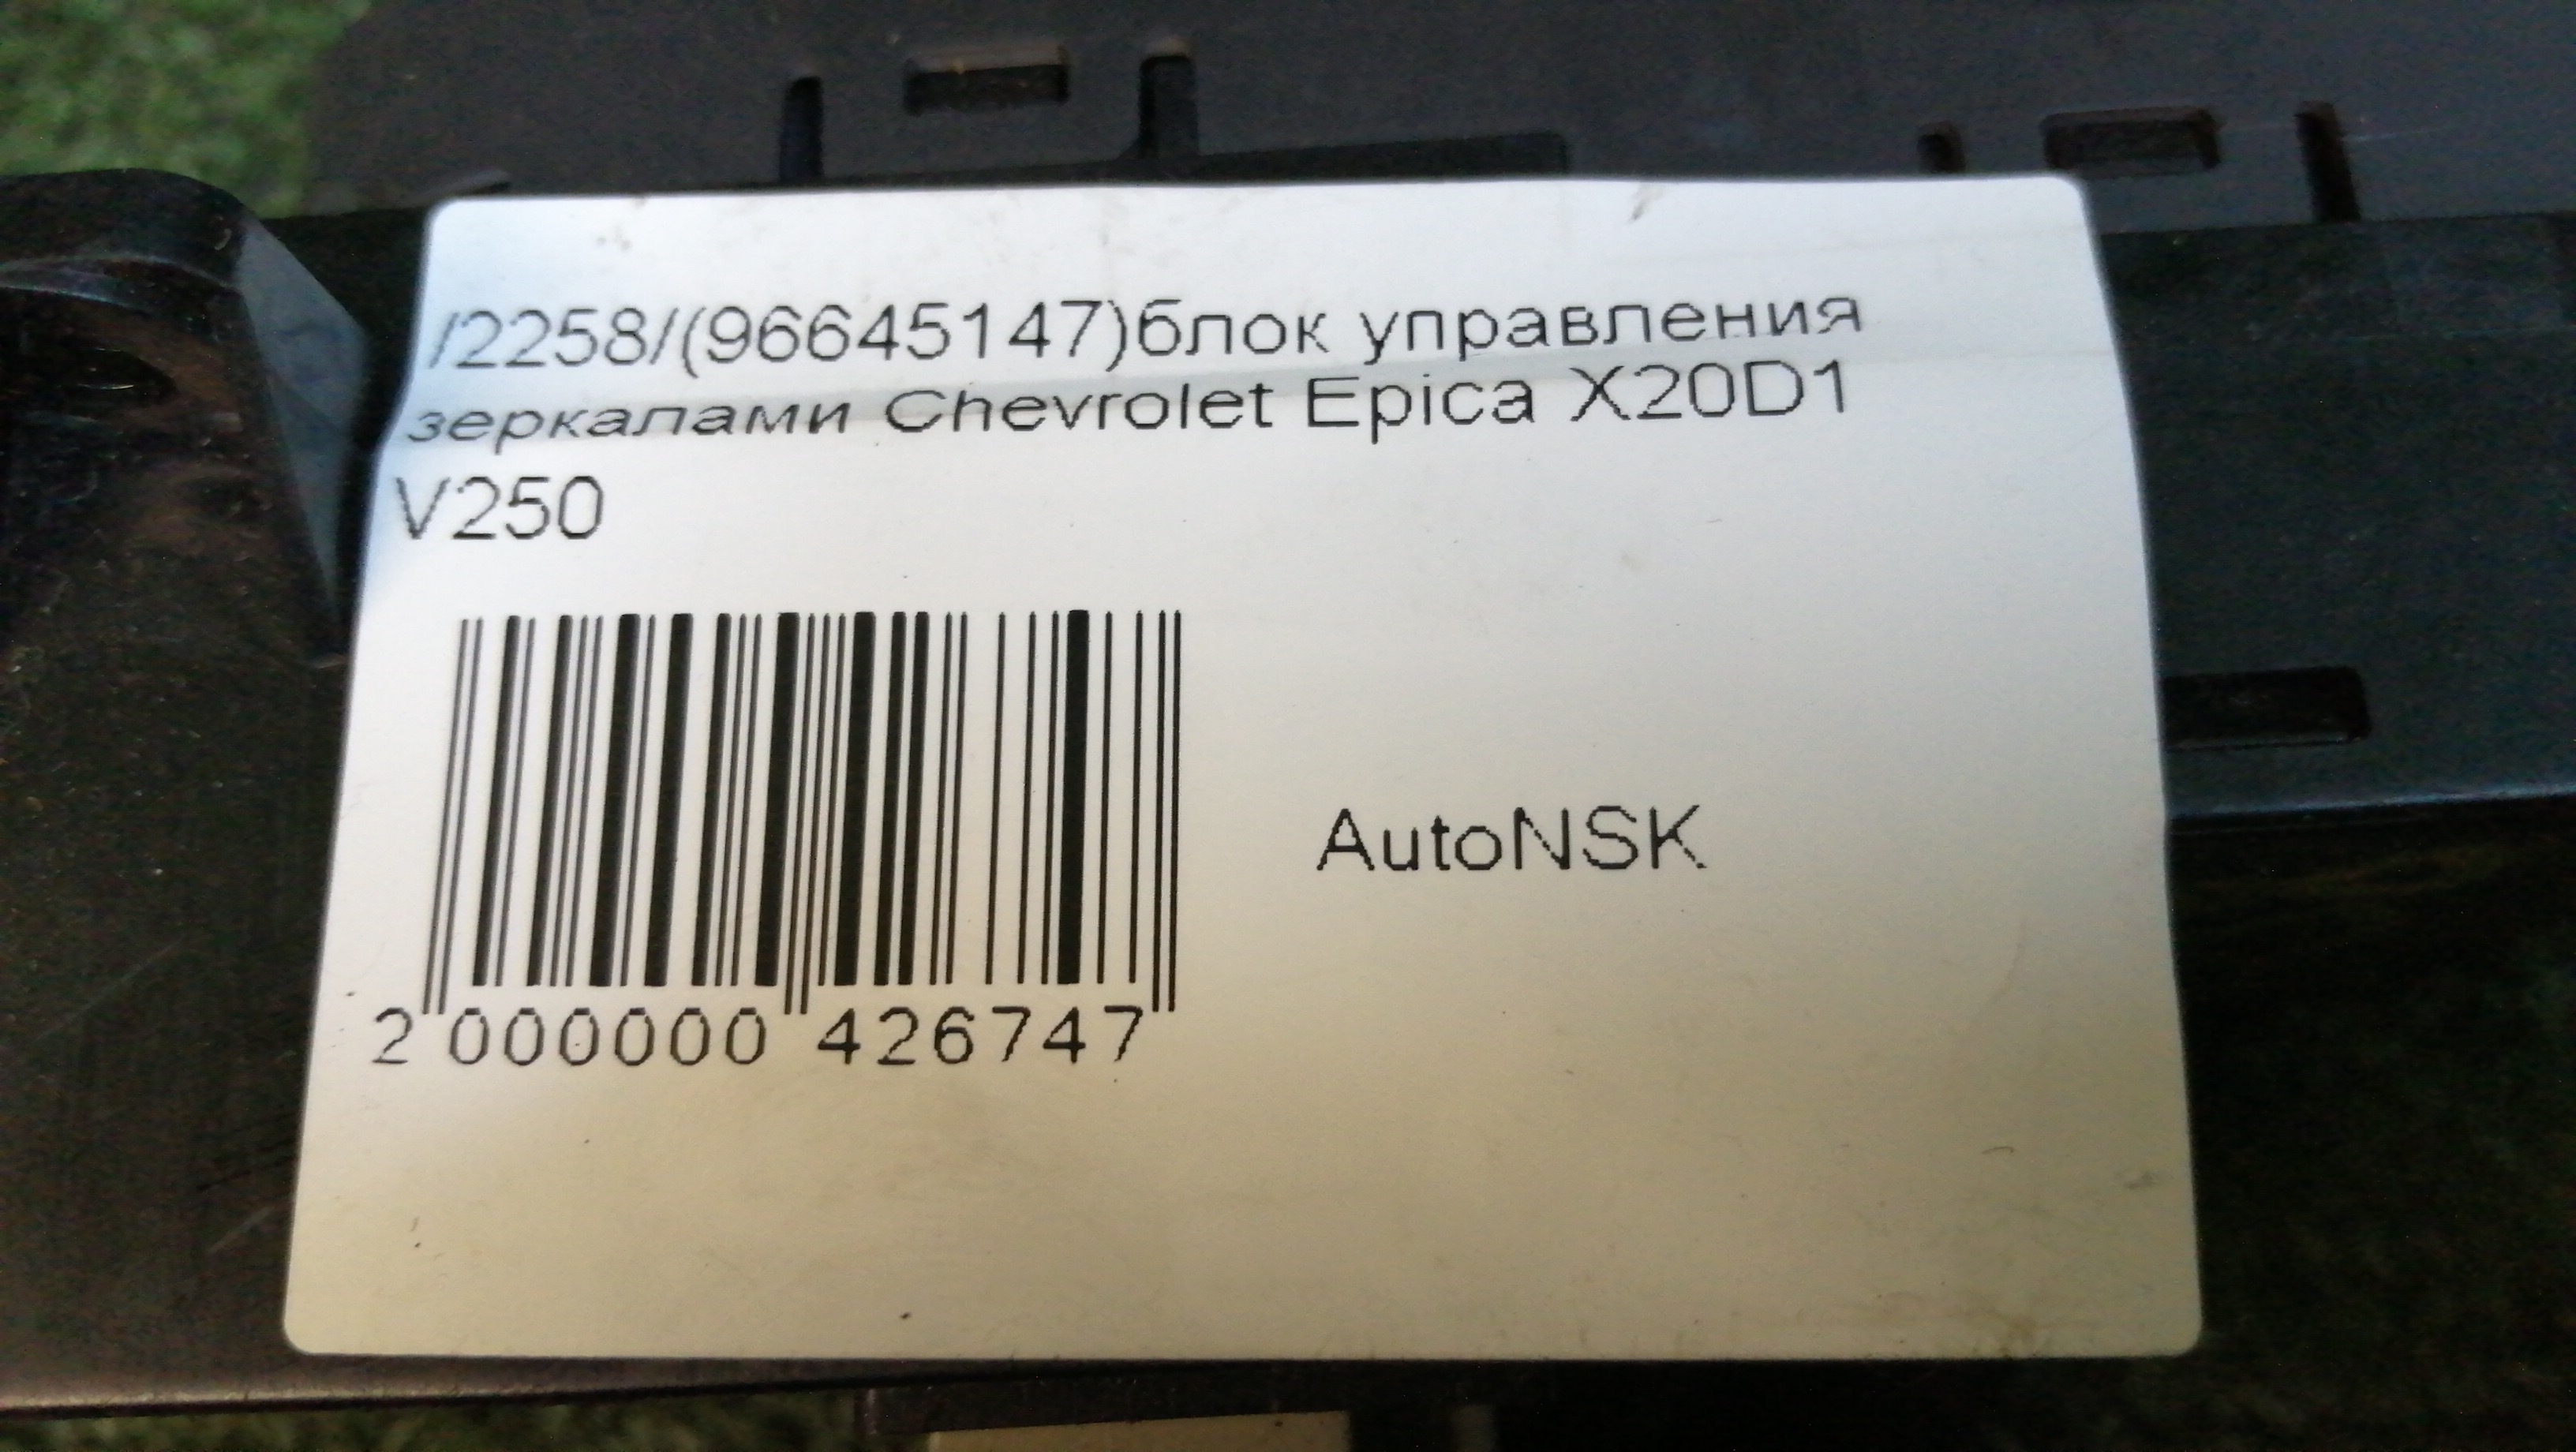 /2258/(96645147)блок управления
зеркалами Chevrolet Epica X20D1
V250
AutoNSK
2 000000 426747